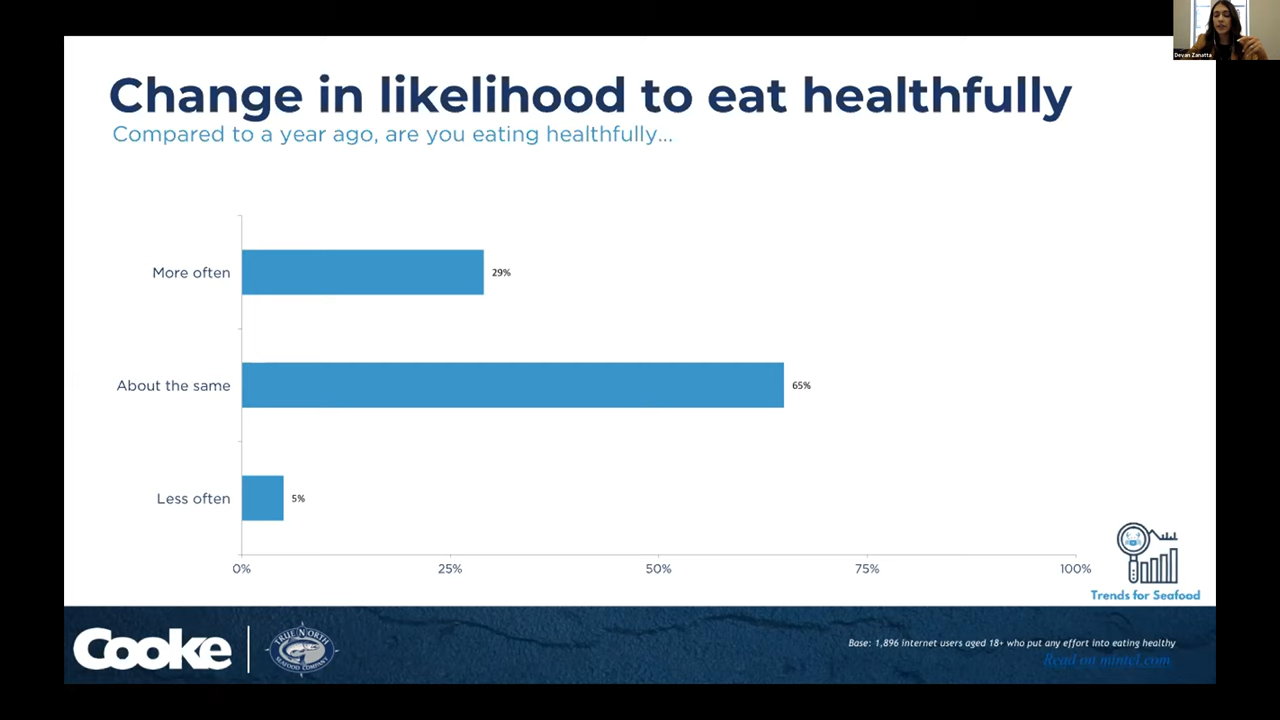 Devan Zanatta
Change in likelihood to eat healthfully
Compared to a year ago, are you eating healthfully...
More often
29%
About the same
65%
Less often
5%
0%
25%
50%
75%
100%
Trends for Seafood
Cooke
TRUE NORTH
SEAFOOD COMPANY
Base: 1,896 internet users aged 18+ who put any effort into eating healthy
Read on mintel.com